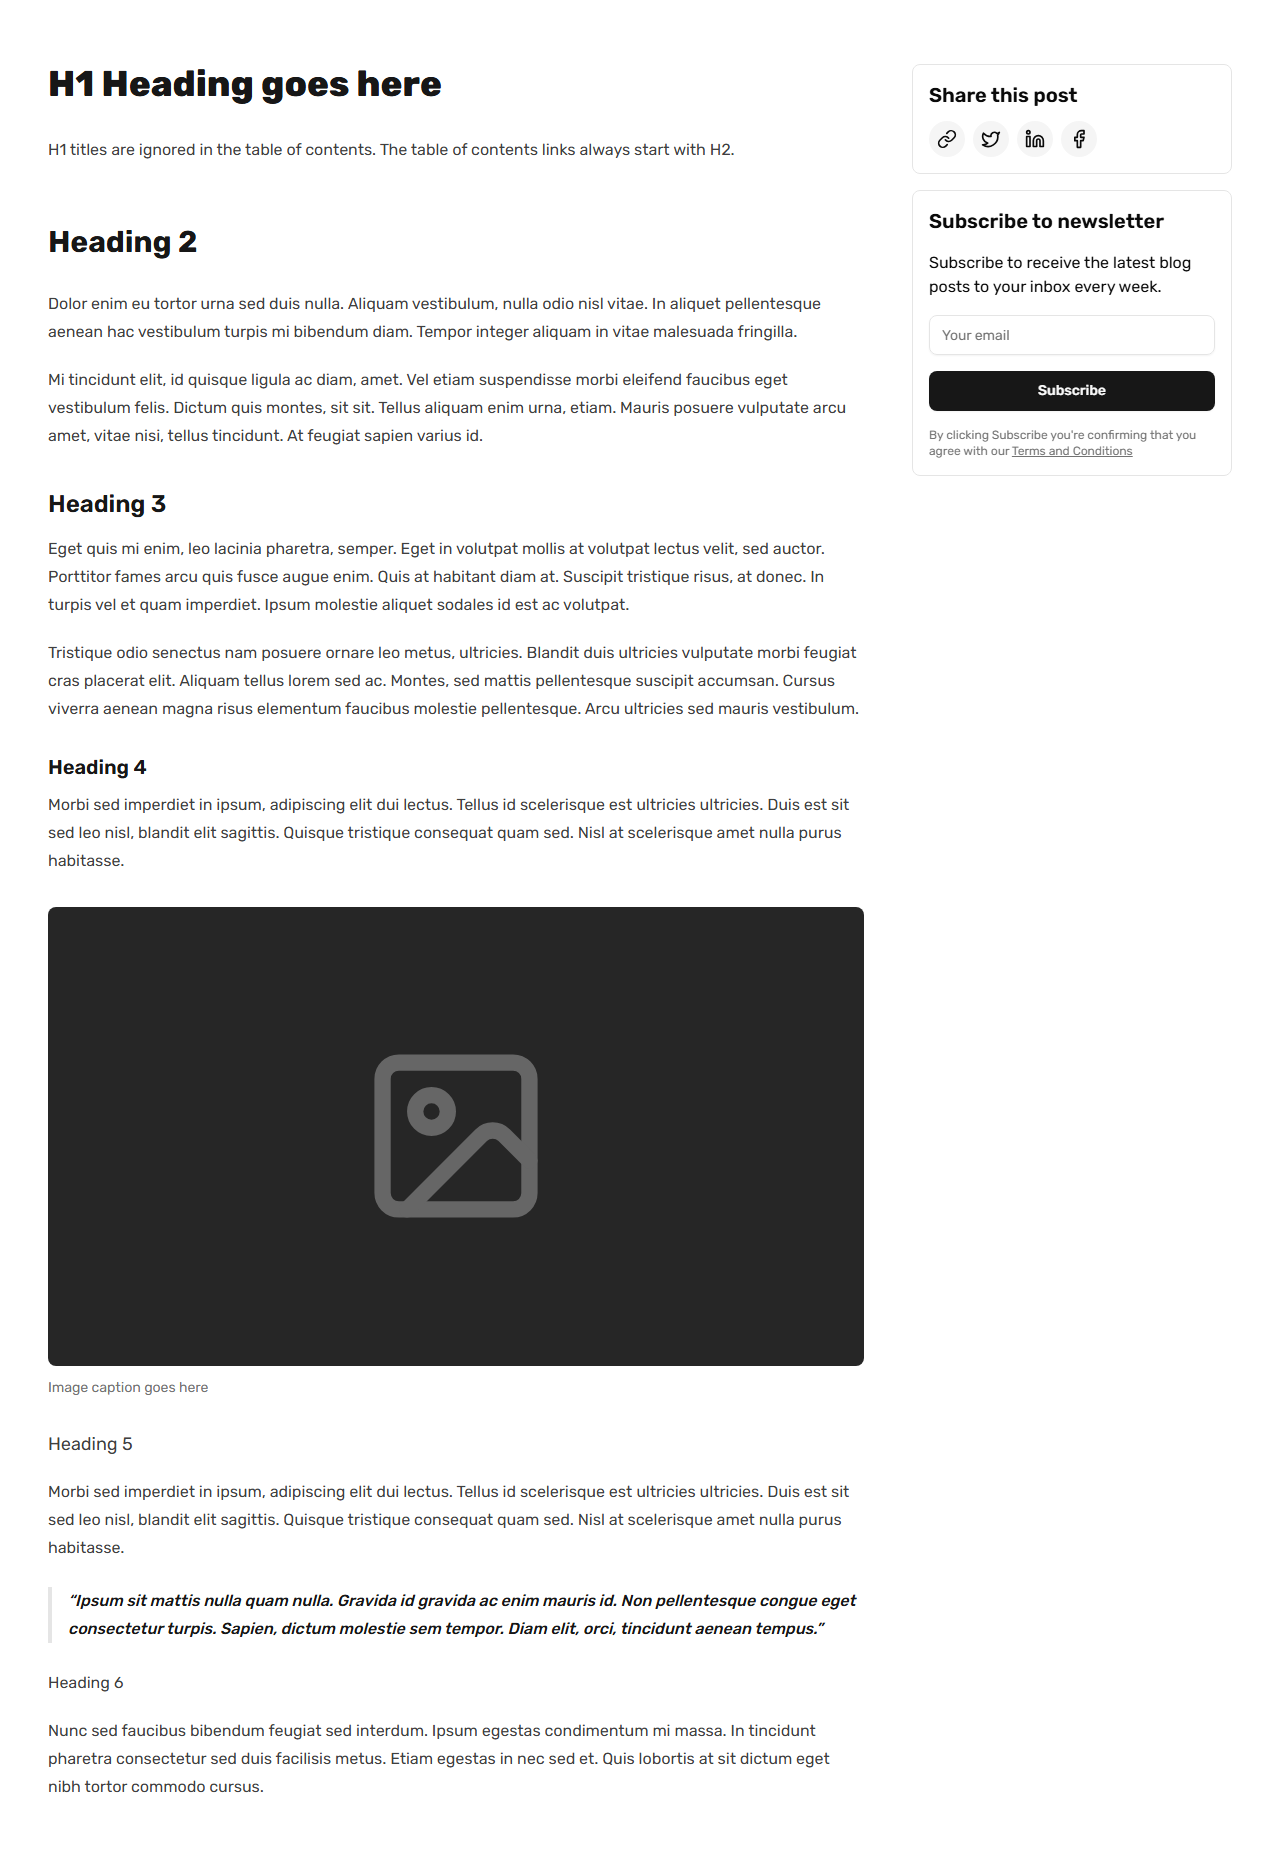 H1 Heading goes here
H1 titles are ignored in the table of contents. The table of contents links always start with H2.
Heading 2
Dolor enim eu tortor urna sed duis nulla. Aliquam vestibulum, nulla odio nisl vitae. In aliquet pellentesque
aenean hac vestibulum turpis mi bibendum diam. Tempor integer aliquam in vitae malesuada fringilla.
Mi tincidunt elit, id quisque ligula ac diam, amet. Vel etiam suspendisse morbi eleifend faucibus eget
vestibulum felis. Dictum quis montes, sit sit. Tellus aliquam enim urna, etiam. Mauris posuere vulputate arcu
amet, vitae nisi, tellus tincidunt. At feugiat sapien varius id.
Heading 3
Eget quis mi enim, leo lacinia pharetra, semper. Eget in volutpat mollis at volutpat lectus velit, sed auctor.
Porttitor fames arcu quis fusce augue enim. Quis at habitant diam at. Suscipit tristique risus, at donec. In
turpis vel et quam imperdiet. Ipsum molestie aliquet sodales id est ac volutpat.
Tristique odio senectus nam posuere ornare leo metus, ultricies. Blandit duis ultricies vulputate morbi feugiat
cras placerat elit. Aliquam tellus lorem sed ac. Montes, sed mattis pellentesque suscipit accumsan. Cursus
viverra aenean magna risus elementum faucibus molestie pellentesque. Arcu ultricies sed mauris vestibulum.
Heading 4
Morbi sed imperdiet in ipsum, adipiscing elit dui lectus. Tellus id scelerisque est ultricies ultricies. Duis est sit
sed leo nisl, blandit elit sagittis. Quisque tristique consequat quam sed. Nisl at scelerisque amet nulla purus
habitasse.
Image caption goes here
Heading 5
Morbi sed imperdiet in ipsum, adipiscing elit dui lectus. Tellus id scelerisque est ultricies ultricies. Duis est sit
sed leo nisl, blandit elit sagittis. Quisque tristique consequat quam sed. Nisl at scelerisque amet nulla purus
habitasse.
“Ipsum sit mattis nulla quam nulla. Gravida id gravida ac enim mauris id. Non pellentesque congue eget
consectetur turpis. Sapien, dictum molestie sem tempor. Diam elit, orci, tincidunt aenean tempus.”
Heading 6
Nunc sed faucibus bibendum feugiat sed interdum. Ipsum egestas condimentum mi massa. In tincidunt
pharetra consectetur sed duis facilisis metus. Etiam egestas in nec sed et. Quis lobortis at sit dictum eget
nibh tortor commodo cursus.
Share this post
Subscribe to newsletter
Subscribe to receive the latest blog
posts to your inbox every week.
Your email
Subscribe
By clicking Subscribe you're confirming that you
agree with our Terms and Conditions